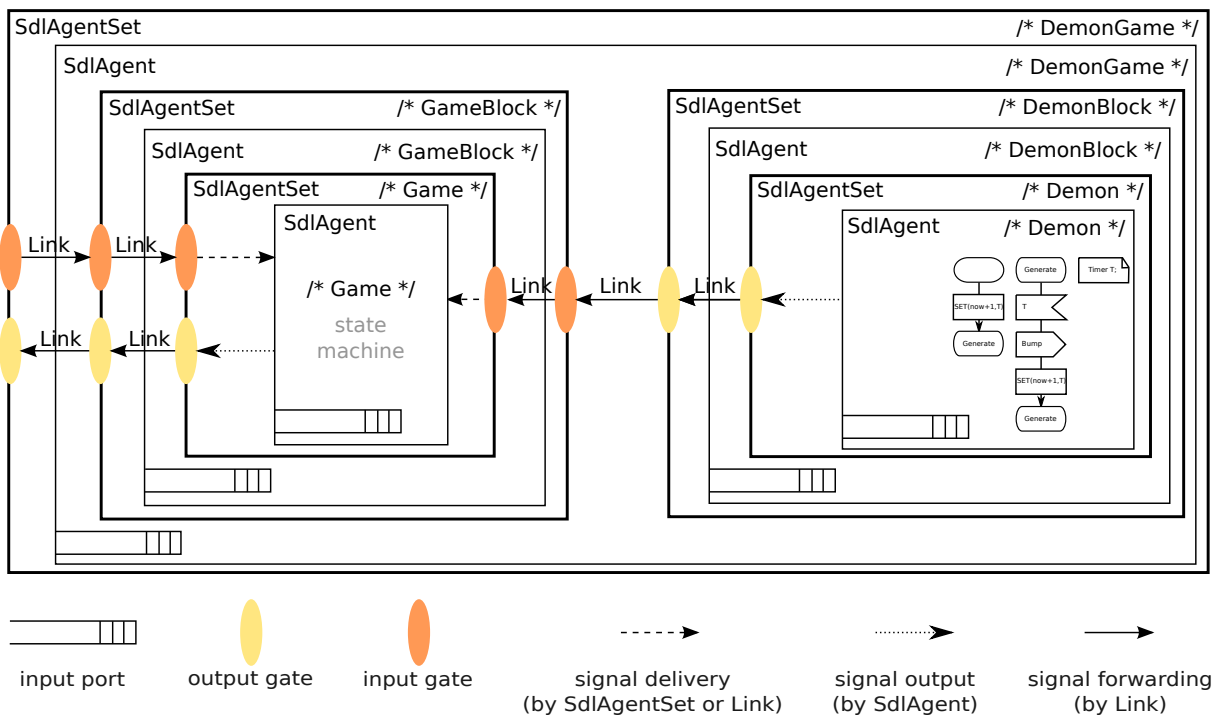 SdlAgentSet /* DemonGame */
SdlAgent /* DemonGame */
SdlAgentSet /* GameBlock */
SdlAgent /* GameBlock */
SdlAgentSet /* Game */
SdlAgent
/* Game */
state
machine
Link
Link
Link
Link
SdlAgentSet /* DemonBlock */
SdlAgent /* DemonBlock */
SdlAgentSet /* Demon */
SdlAgent /* Demon */
Link
Link
Link
SET(now+1,T)
Generate
Generate
T
Bump
SET(now+1,T)
Generate
Timer T;
input port
output gate
input gate
signal delivery
(by SdlAgentSet or Link)
signal output
(by SdlAgent)
signal forwarding
(by Link)